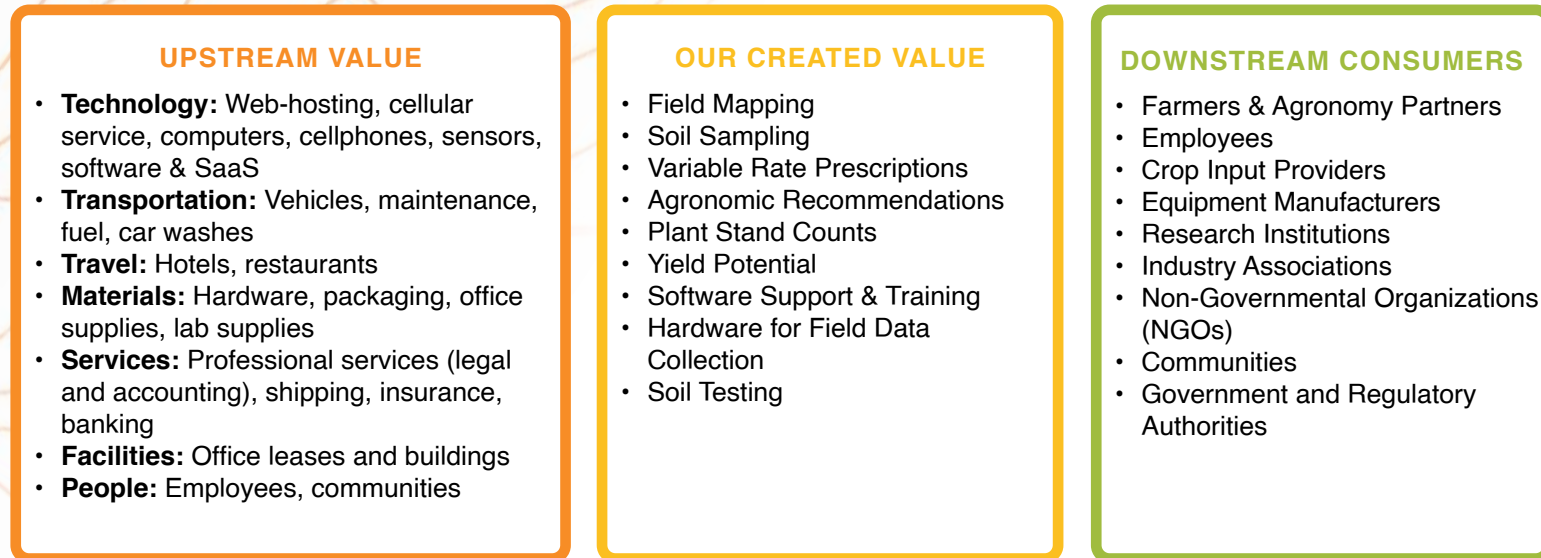 UPSTREAM VALUE
• Technology: Web-hosting, cellular
service, computers, cellphones, sensors,
software & SaaS
• Transportation: Vehicles, maintenance,
fuel, car washes
• Travel: Hotels, restaurants
• Materials: Hardware, packaging, office
supplies, lab supplies
• Services: Professional services (legal
and accounting), shipping, insurance,
banking
• Facilities: Office leases and buildings
• People: Employees, communities
OUR CREATED VALUE
• Field Mapping
• Soil Sampling
• Variable Rate Prescriptions
• Agronomic Recommendations
• Plant Stand Counts
• Yield Potential
• Software Support & Training
• Hardware for Field Data
Collection
• Soil Testing
DOWNSTREAM CONSUMERS
• Farmers & Agronomy Partners
• Employees
• Crop Input Providers
• Equipment Manufacturers
• Research Institutions
• Industry Associations
• Non-Governmental Organizations
(NGOs)
• Communities
• Government and Regulatory
Authorities